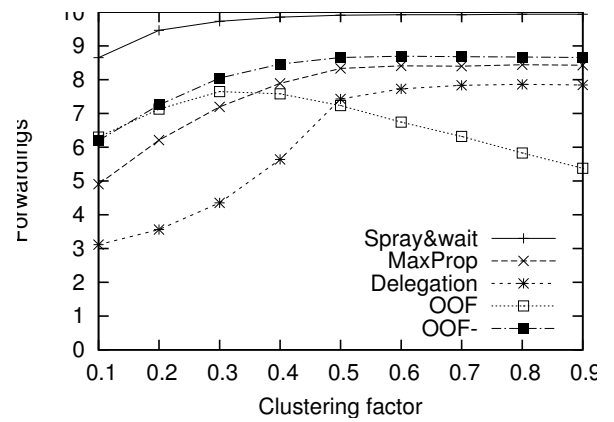 10
9
8
7
6
5
4
3
2
1
0
Forwardings
Spray&wait
MaxProp
Delegation
OOF
OOF-
0.1 0.2 0.3 0.4 0.5 0.6 0.7 0.8 0.9
Clustering factor